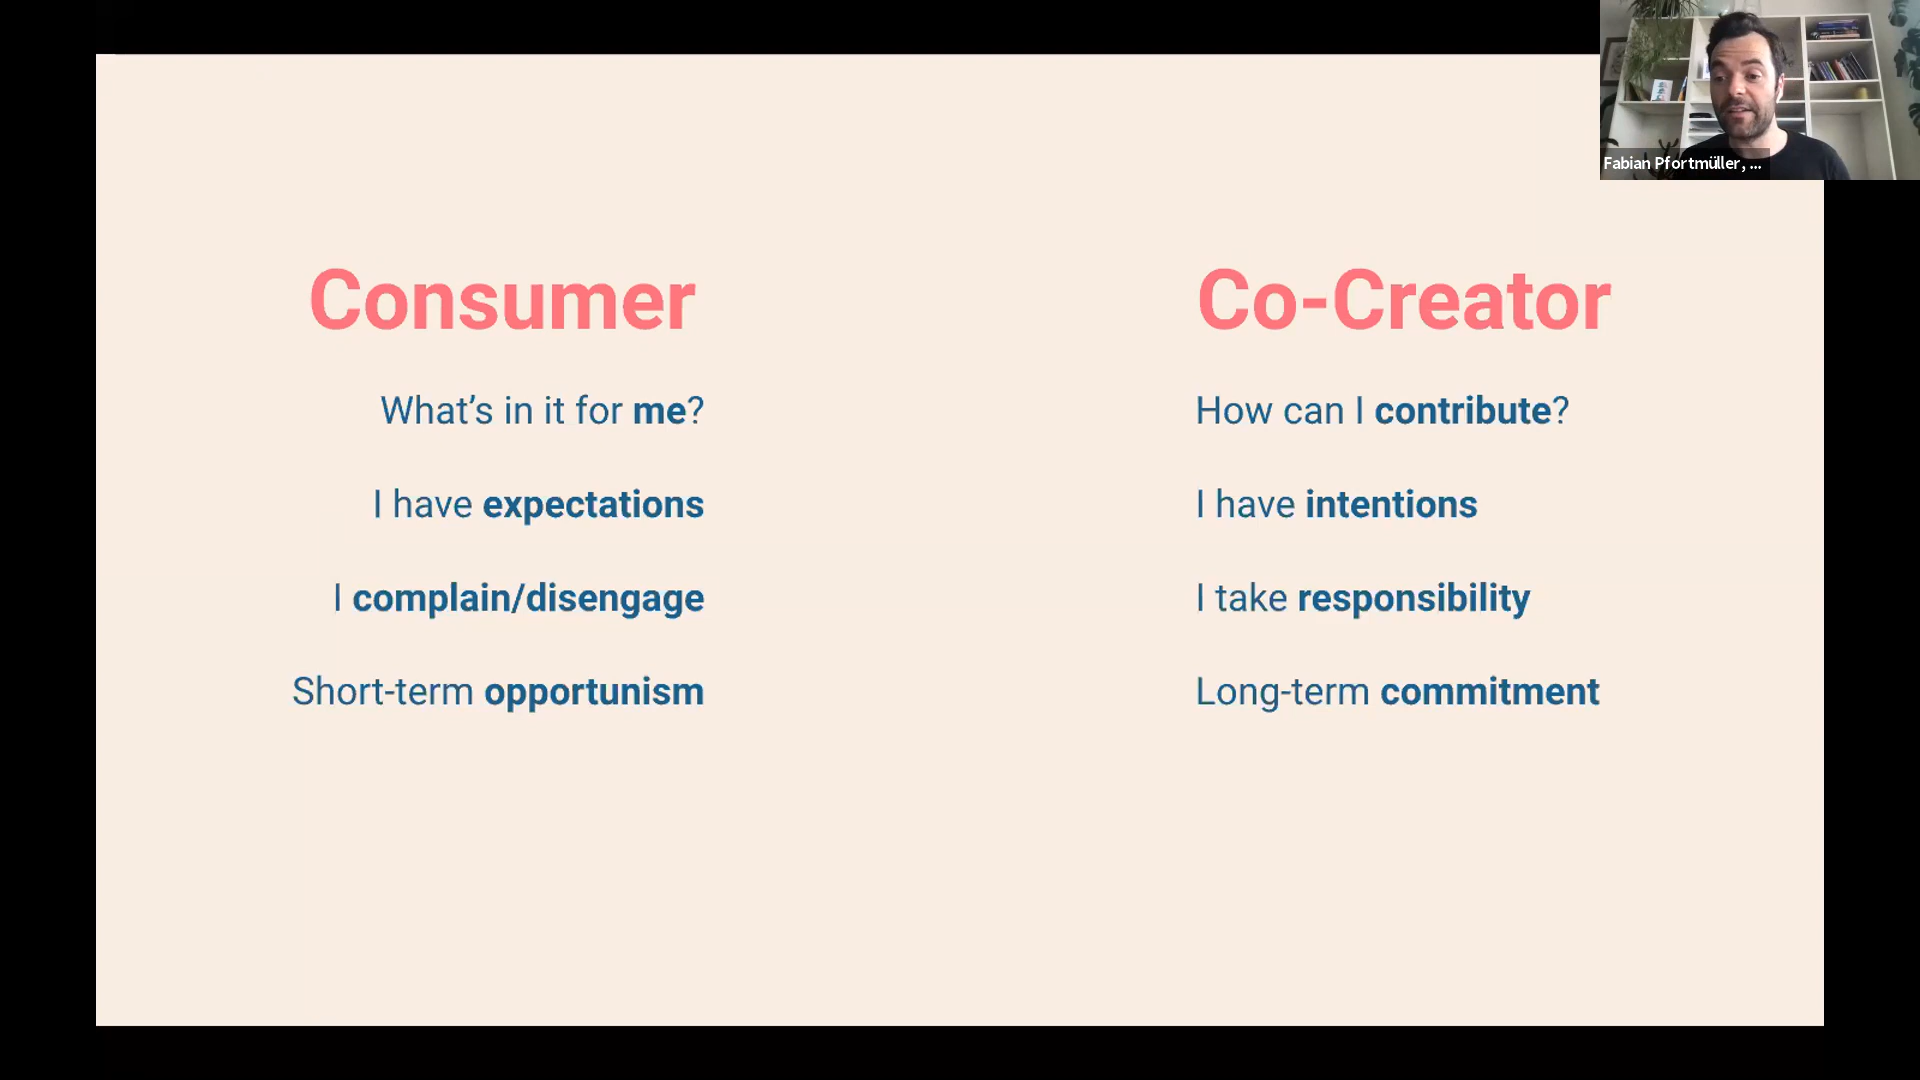 Fabian Pfortmüller, ...
Consumer
What's in it for me?
I have expectations
I complain/disengage
Short-term opportunism
Co-Creator
How can I contribute?
I have intentions
I take responsibility
Long-term commitment